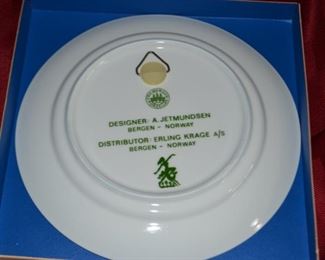 DESIGNER: A. JETMUNDSEN
BERGEN - NORWAY
DISTRIBUTOR: ERLING KRAGE A/S
BERGEN - NORWAY